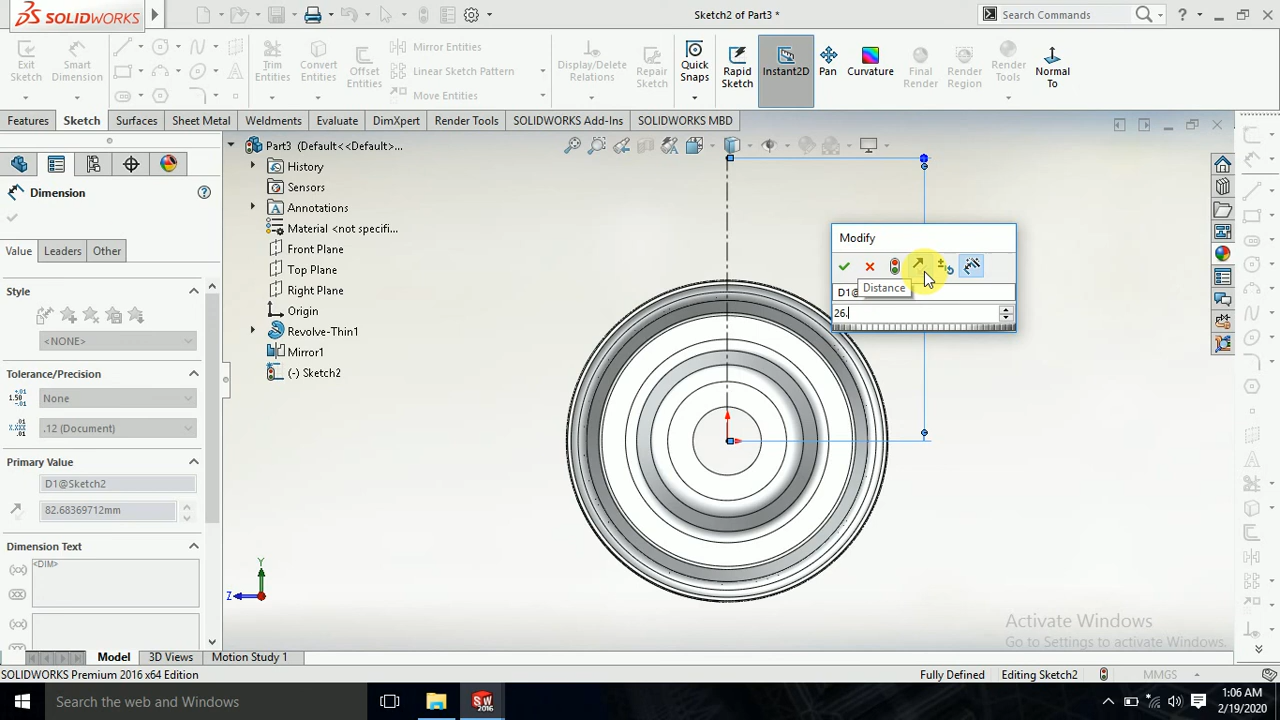 SOLIDWORKS
Sketch2 of Part3 *
Search Commands
Exit Sketch
Smart Dimension
Trim Entities
Convert Entities
Offset Entities
Mirror Entities
Linear Sketch Pattern
Move Entities
Display/Delete Relations
Repair Sketch
Quick Snaps
Rapid Sketch
Instant2D
Pan
Curvature
Final Render
Render Region
Render Tools
Normal To
Features
Sketch
Surfaces
Sheet Metal
Weldments
Evaluate
DimXpert
Render Tools
SOLIDWORKS Add-Ins
SOLIDWORKS MBD
Dimension
Value
Leaders
Other
Style
<NONE>
Tolerance/Precision
None
.12 (Document)
Primary Value
D1@Sketch2
82.68369712mm
Dimension Text
<DIM>
Part3 (Default<<Default>...
History
Sensors
Annotations
Material <not specifi...
Front Plane
Top Plane
Right Plane
Origin
Revolve-Thin1
Mirror1
(-) Sketch2
Modify
Distance
26.
Y
Z
Activate Windows
Go to Settings to activate Windows.
Model
3D Views
Motion Study 1
SOLIDWORKS Premium 2016 x64 Edition
Fully Defined
Editing Sketch2
MMGS
Search the web and Windows
1:06 AM
2/19/2020